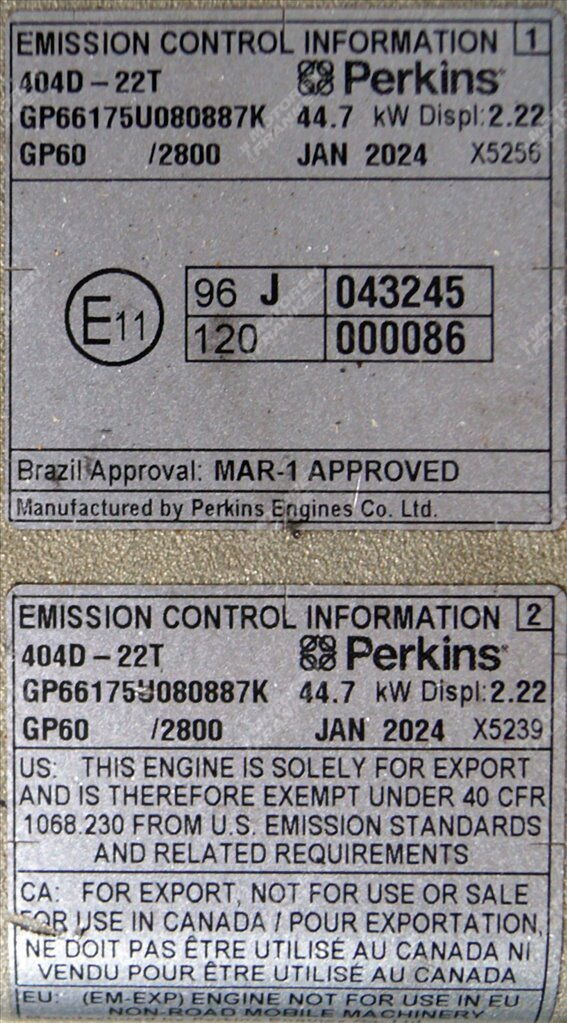 EMISSION CONTROL INFORMATION 1
404D-22T Perkins
GP66175U080887K 44.7 kW Displ:2.22
GP60 /2800 JAN 2024 X5256
E11 96 J 043245
120 000086
Brazil Approval: MAR-1 APPROVED
Manufactured by Perkins Engines Co. Ltd.
EMISSION CONTROL INFORMATION 2
404D-22T Perkins
GP66175U080887K 44.7 kW Displ:2.22
GP60 /2800 JAN 2024 X5239
US: THIS ENGINE IS SOLELY FOR EXPORT
AND IS THEREFORE EXEMPT UNDER 40 CFR
1068.230 FROM U.S. EMISSION STANDARDS
AND RELATED REQUIREMENTS
CA: FOR EXPORT, NOT FOR USE OR SALE
FOR USE IN CANADA / POUR EXPORTATION,
NE DOIT PAS ÊTRE UTILISÉ AU CANADA NI
VENDU POUR ÊTRE UTILISÉ AU CANADA
EU: (EM-EXP) ENGINE NOT FOR USE IN EU
NON-ROAD MOBILE MACHINERY